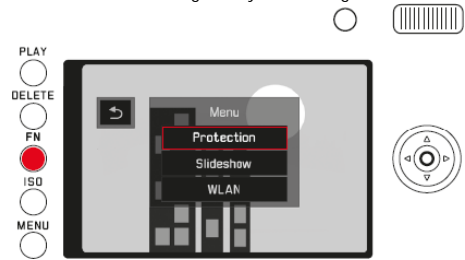 PLAY
DELETE
FN
ISO
MENU
Menu
Protection
Slideshow
WLAN